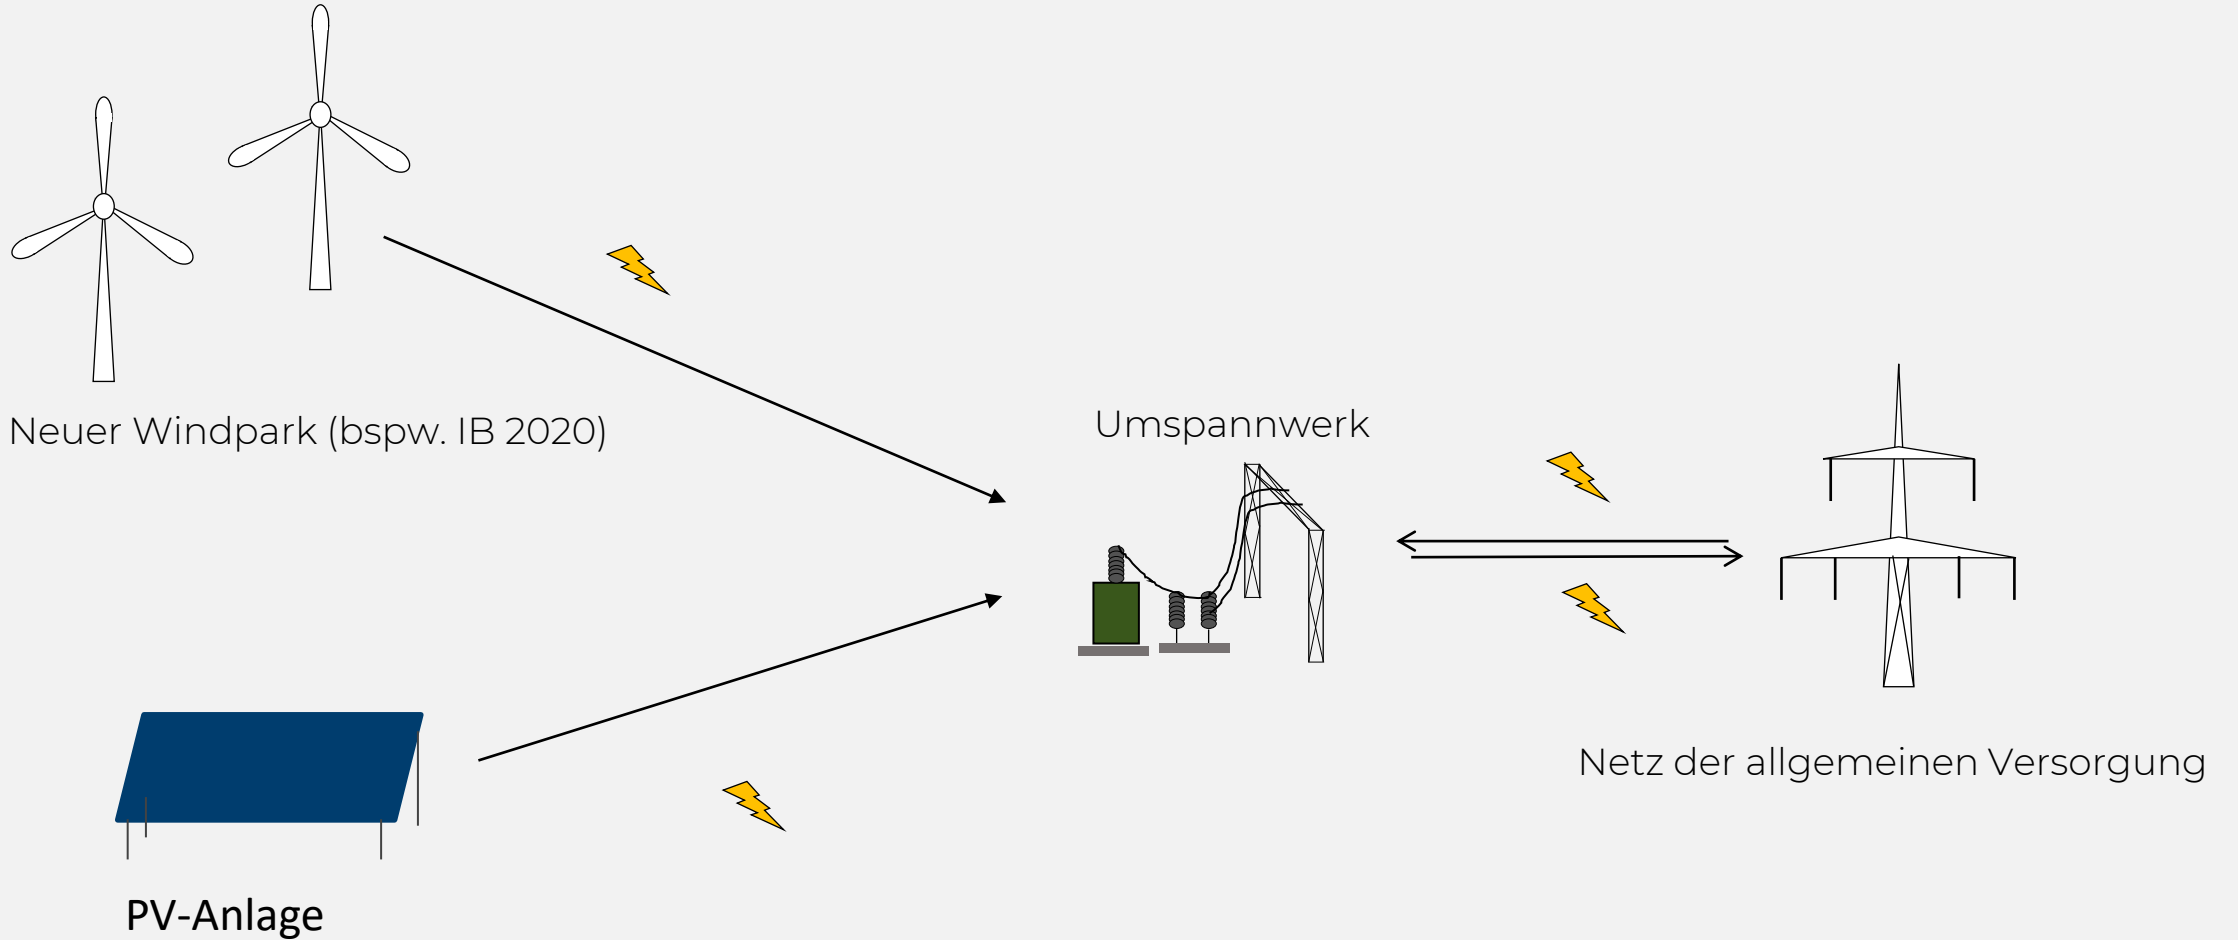 Neuer Windpark (bspw. IB 2020)
Umspannwerk
Netz der allgemeinen Versorgung
PV-Anlage